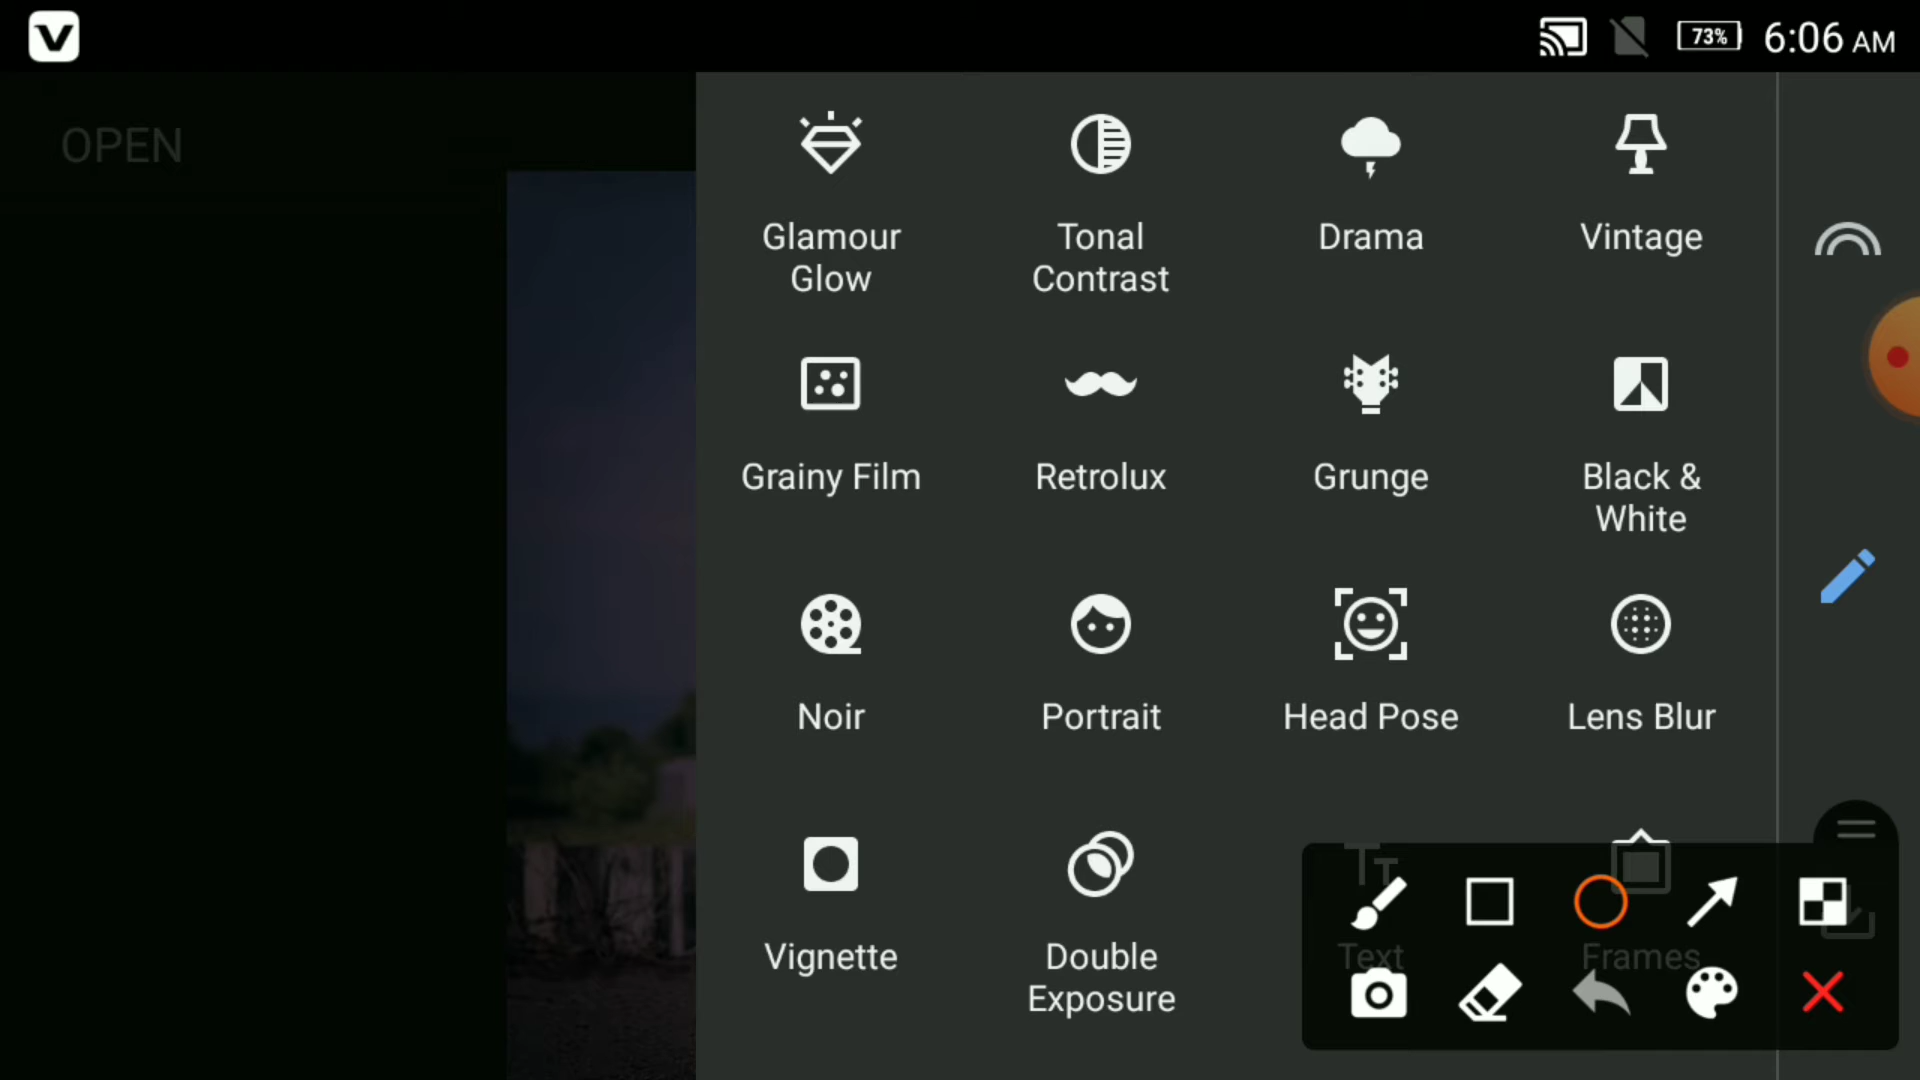 V
73%
6:06 AM
OPEN
Glamour
Glow
Tonal
Contrast
Drama
Vintage
Grainy Film
Retrolux
Grunge
Black &
White
Noir
Portrait
Head Pose
Lens Blur
Vignette
Double
Exposure
Tт
Text
Frames